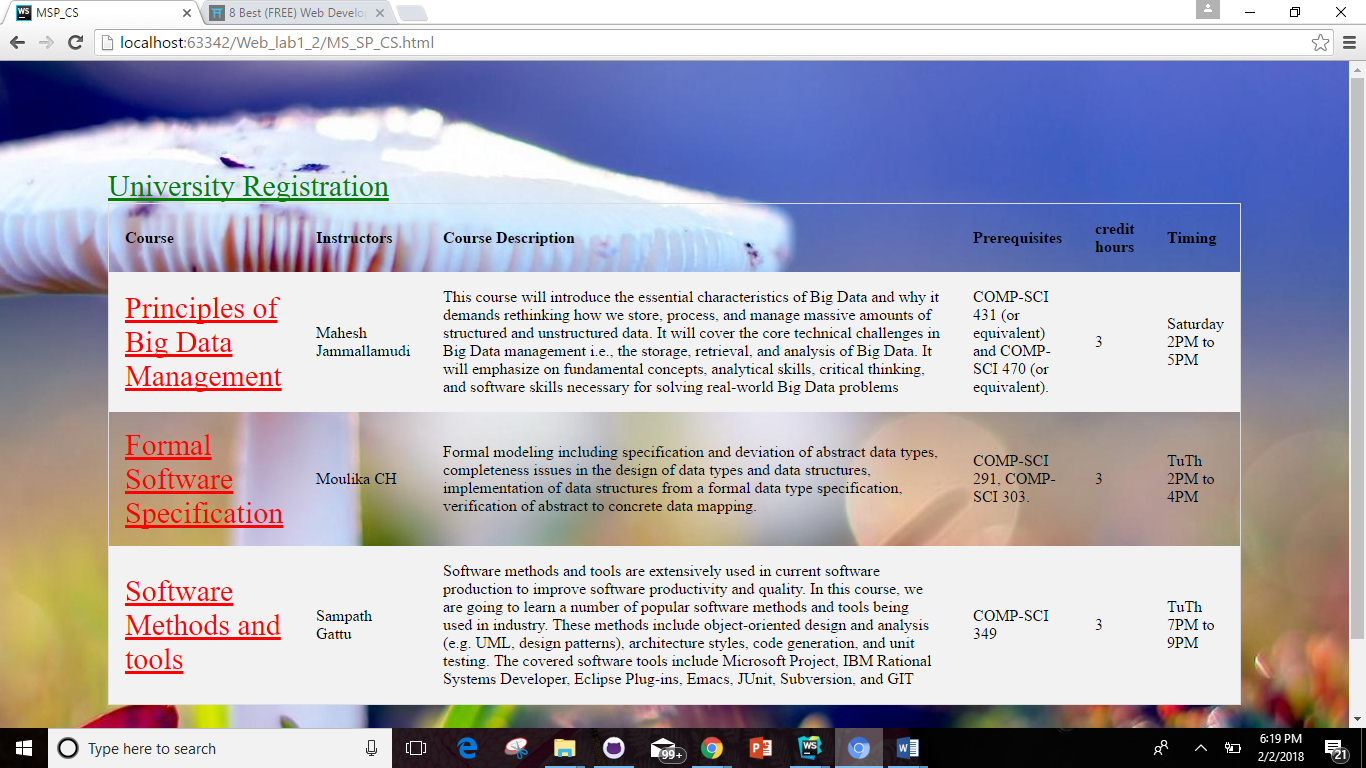 MSP_CS
8 Best (FREE) Web Develo
localhost:63342/Web_lab1_2/MS_SP_CS.html
University Registration
Course Instructors Course Description Prerequisites credit hours Timing
Principles of
Big Data
Management
Mahesh
Jammallamudi
This course will introduce the essential characteristics of Big Data and why it
demands rethinking how we store, process, and manage massive amounts of
structured and unstructured data. It will cover the core technical challenges in
Big Data management i.e., the storage, retrieval, and analysis of Big Data. It
will emphasize on fundamental concepts, analytical skills, critical thinking,
and software skills necessary for solving real-world Big Data problems
COMP-SCI
431 (or
equivalent)
and COMP-
SCI 470 (or
equivalent).
3
Saturday
2PM to
5PM
Formal
Software
Specification
Moulika CH
Formal modeling including specification and deviation of abstract data types,
completeness issues in the design of data types and data structures,
implementation of data structures from a formal data type specification,
verification of abstract to concrete data mapping.
COMP-SCI
291, COMP-
SCI 303.
3
TuTh
2PM to
4PM
Software
Methods and
tools
Sampath
Gattu
Software methods and tools are extensively used in current software
production to improve software productivity and quality. In this course, we
are going to learn a number of popular software methods and tools being
used in industry. These methods include object-oriented design and analysis
(e.g. UML, design patterns), architecture styles, code generation, and unit
testing. The covered software tools include Microsoft Project, IBM Rational
Systems Developer, Eclipse Plug-ins, Emacs, JUnit, Subversion, and GIT
COMP-SCI
349
3
TuTh
7PM to
9PM
Type here to search
99+
6:19 PM
2/2/2018
21